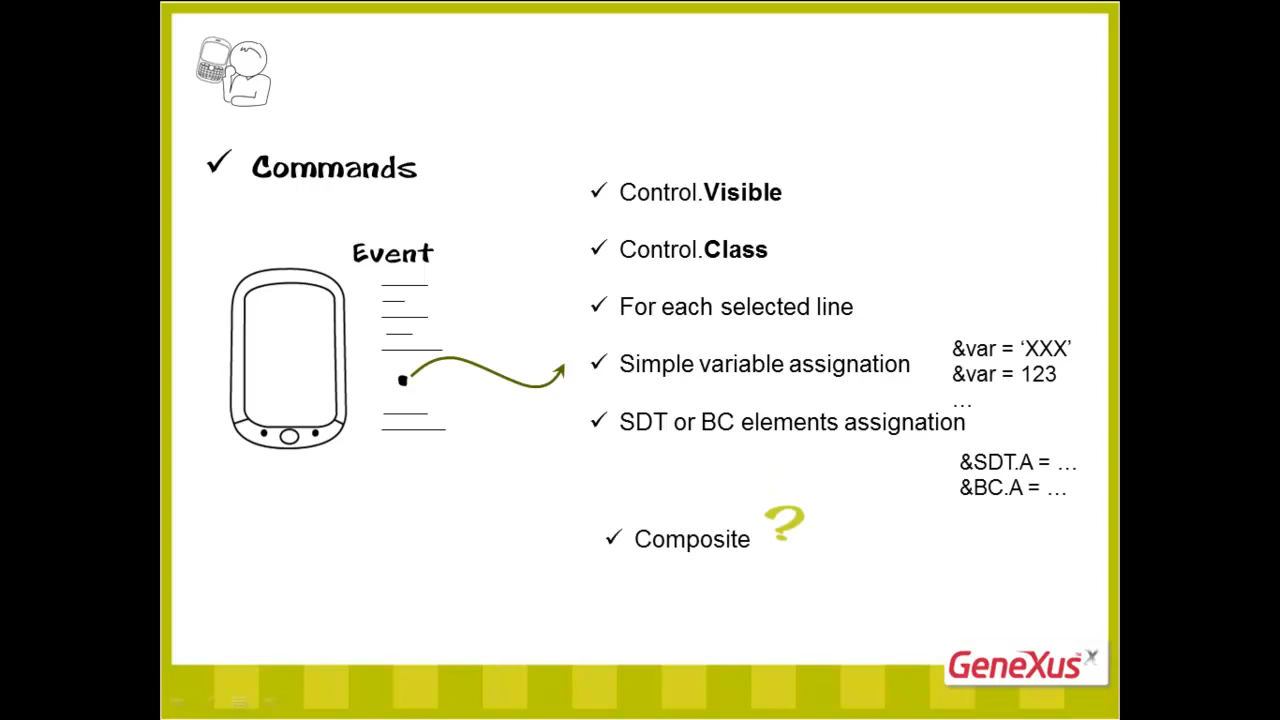 Commands
Event
Control.Visible
Control.Class
For each selected line
Simple variable assignation
&var = ‘XXX’
&var = 123
…
SDT or BC elements assignation
&SDT.A = …
&BC.A = …
Composite ?
GeneXus™ X